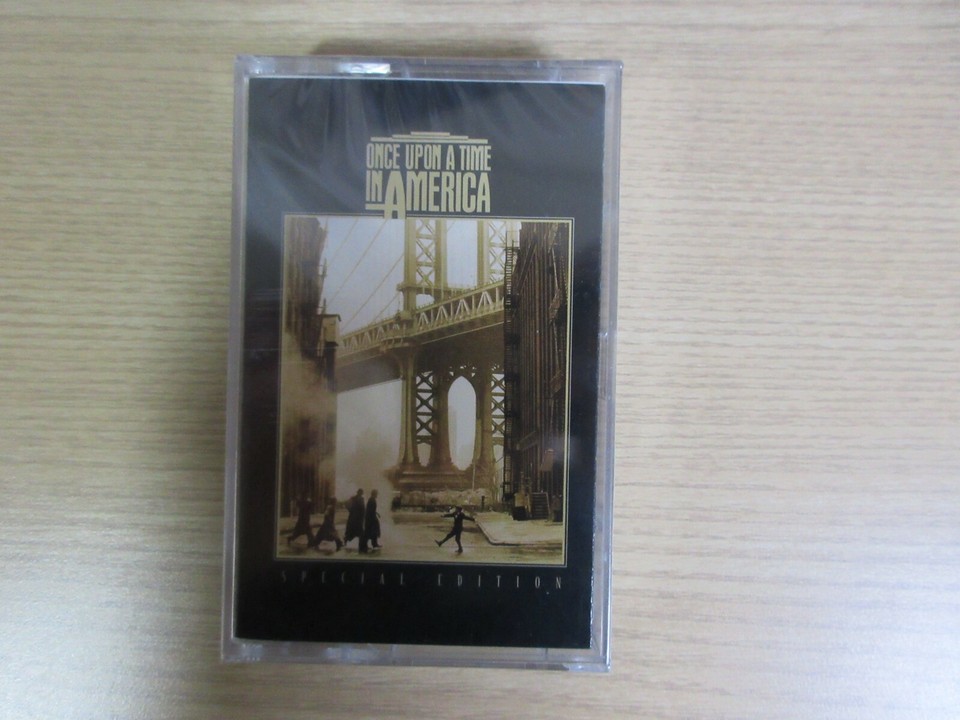 ONCE UPON A TIME
IN AMERICA
SPECIAL EDITION